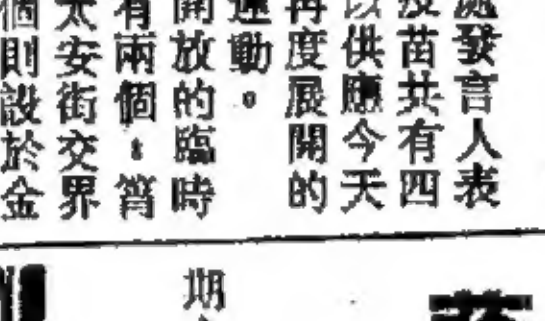 處發言人表
疫苗共有四
以供應今天
再度展開的
運動。
開放的臨時
有兩個：筲
太安街交界
個則設於金
期